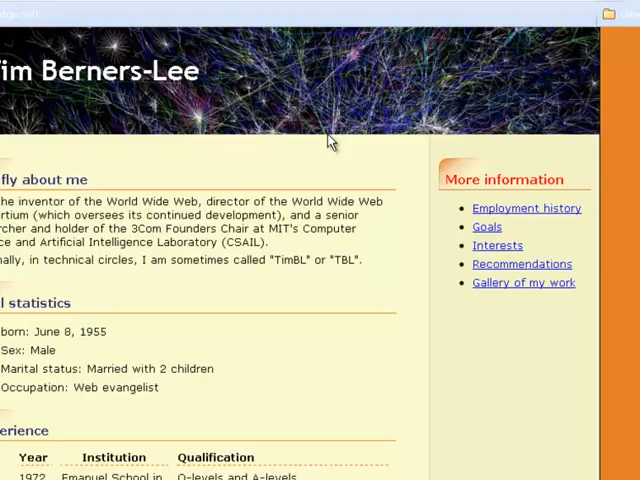 Tim Berners-Lee
fly about me
he inventor of the World Wide Web, director of the World Wide Web
rtium (which oversees its continued development), and a senior
rcher and holder of the 3Com Founders Chair at MIT's Computer
ce and Artificial Intelligence Laboratory (CSAIL).
nally, in technical circles, I am sometimes called "TimBL" or "TBL".
l statistics
born: June 8, 1955
Sex: Male
Marital status: Married with 2 children
Occupation: Web evangelist
erience
Year Institution Qualification
1972 Emanuel School in O-levels and A-levels
More information
Employment history
Goals
Interests
Recommendations
Gallery of my work